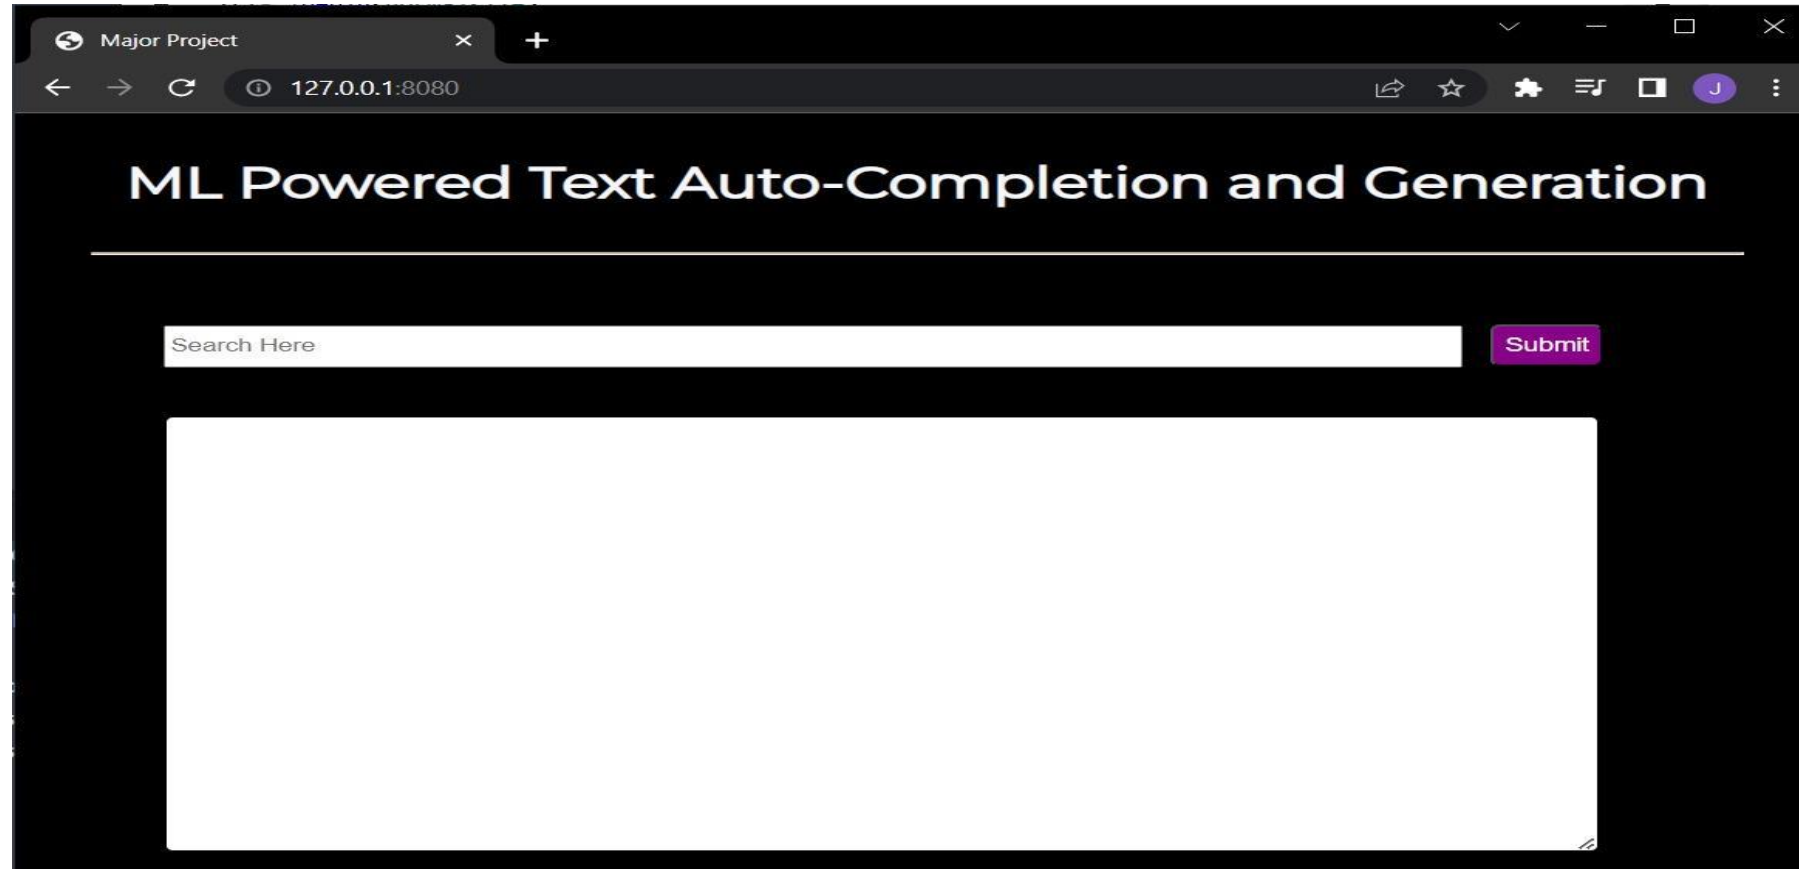 Major Project
127.0.0.1:8080
J
ML Powered Text Auto-Completion and Generation
Search Here
Submit